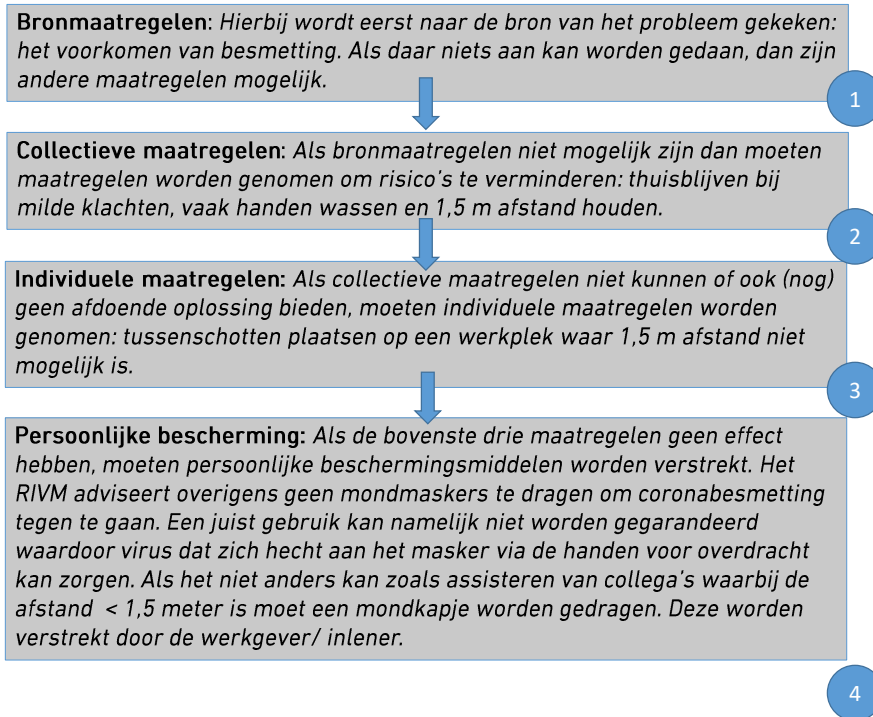 Bronmaatregelen: Hierbij wordt eerst naar de bron van het probleem gekeken:
het voorkomen van besmetting. Als daar niets aan kan worden gedaan, dan zijn
andere maatregelen mogelijk.
1
Collectieve maatregelen: Als bronmaatregelen niet mogelijk zijn dan moeten
maatregelen worden genomen om risico's te verminderen: thuisblijven bij
milde klachten, vaak handen wassen en 1,5 m afstand houden.
2
Individuele maatregelen: Als collectieve maatregelen niet kunnen of ook (nog)
geen afdoende oplossing bieden, moeten individuele maatregelen worden
genomen: tussenschotten plaatsen op een werkplek waar 1,5 m afstand niet
mogelijk is.
3
Persoonlijke bescherming: Als de bovenste drie maatregelen geen effect
hebben, moeten persoonlijke beschermingsmiddelen worden verstrekt. Het
RIVM adviseert overigens geen mondmaskers te dragen om coronabesmetting
tegen te gaan. Een juist gebruik kan namelijk niet worden gegarandeerd
waardoor virus dat zich hecht aan het masker via de handen voor overdracht
kan zorgen. Als het niet anders kan zoals assisteren van collega's waarbij de
afstand < 1,5 meter is moet een mondkapje worden gedragen. Deze worden
verstrekt door de werkgever/ inlener.
4